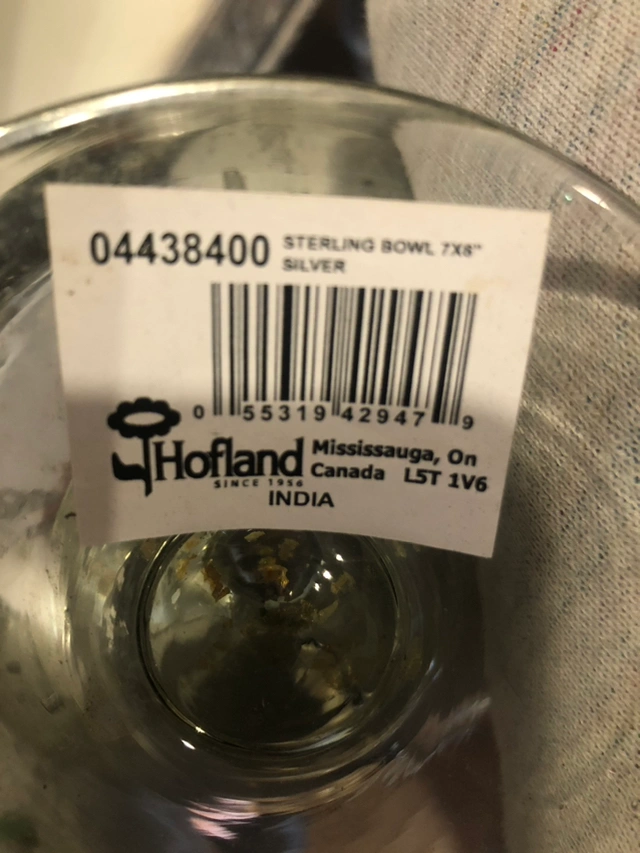 04438400 STERLING BOWL 7X8"
SILVER
0 55319 42947 9
Hofland Mississauga, On
SINCE 1956 Canada L5T 1V6
INDIA